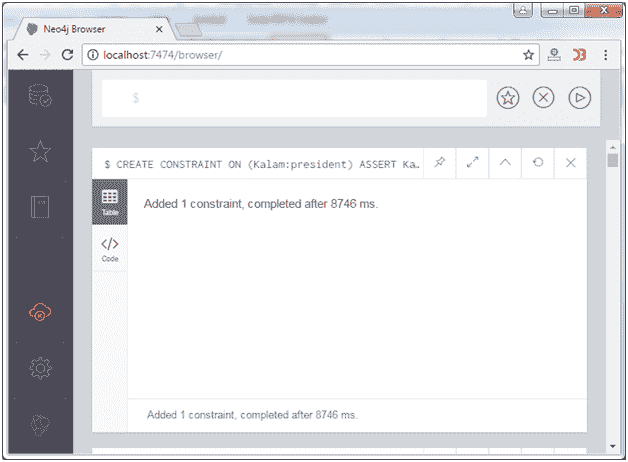 Neo4j Browser
localhost:7474/browser/
$
$ CREATE CONSTRAINT ON (Kalam:president) ASSERT Ka…
Table
Added 1 constraint, completed after 8746 ms.
Code
Added 1 constraint, completed after 8746 ms.